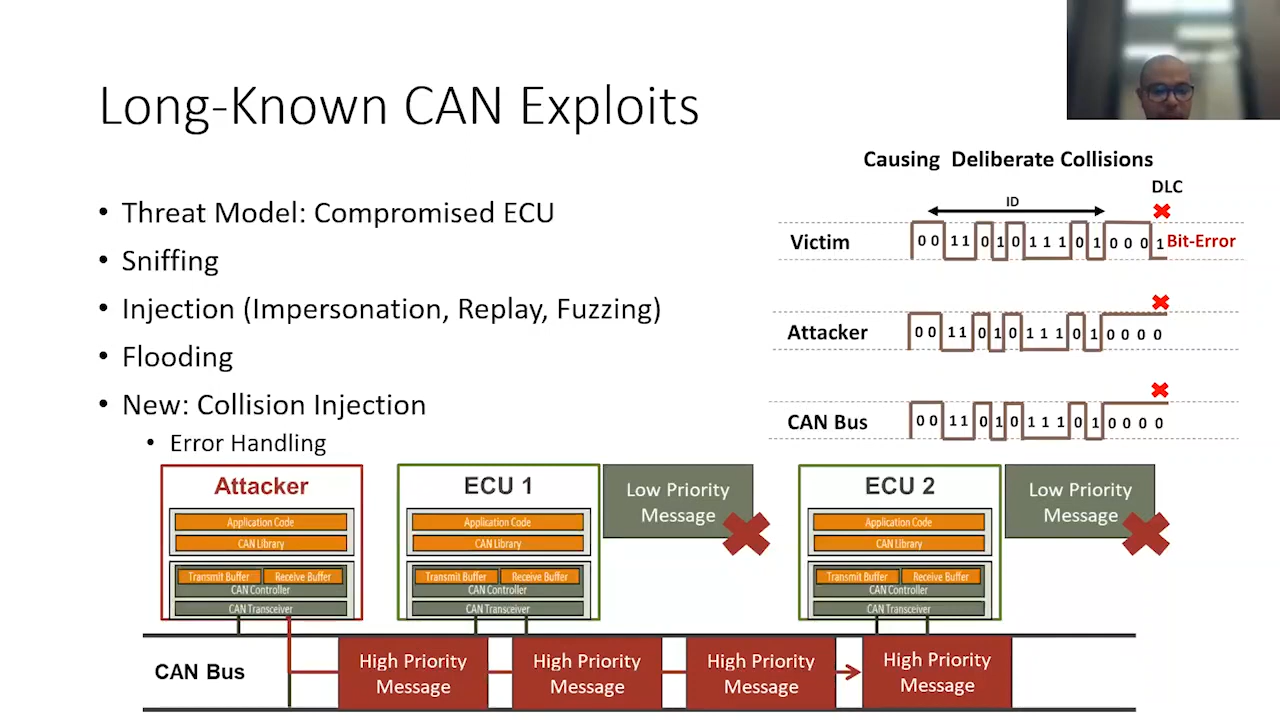 Long-Known CAN Exploits
• Threat Model: Compromised ECU
• Sniffing
• Injection (Impersonation, Replay, Fuzzing)
• Flooding
• New: Collision Injection
• Error Handling
Causing Deliberate Collisions
DLC
ID
Victim
0 0 1 1 0 1 0 1 1 1 0 1 0 0 0 1
Bit-Error
Attacker
0 0 1 1 0 1 0 1 1 1 0 1 0 0 0 0
CAN Bus
0 0 1 1 0 1 0 1 1 1 0 1 0 0 0 0
Attacker
Application Code
CAN Library
Transmit Buffer
Receive Buffer
CAN Controller
CAN Transceiver
ECU 1
Application Code
CAN Library
Transmit Buffer
Receive Buffer
CAN Controller
CAN Transceiver
Low Priority
Message
ECU 2
Application Code
CAN Library
Transmit Buffer
Receive Buffer
CAN Controller
CAN Transceiver
Low Priority
Message
CAN Bus
High Priority
Message
High Priority
Message
High Priority
Message
High Priority
Message